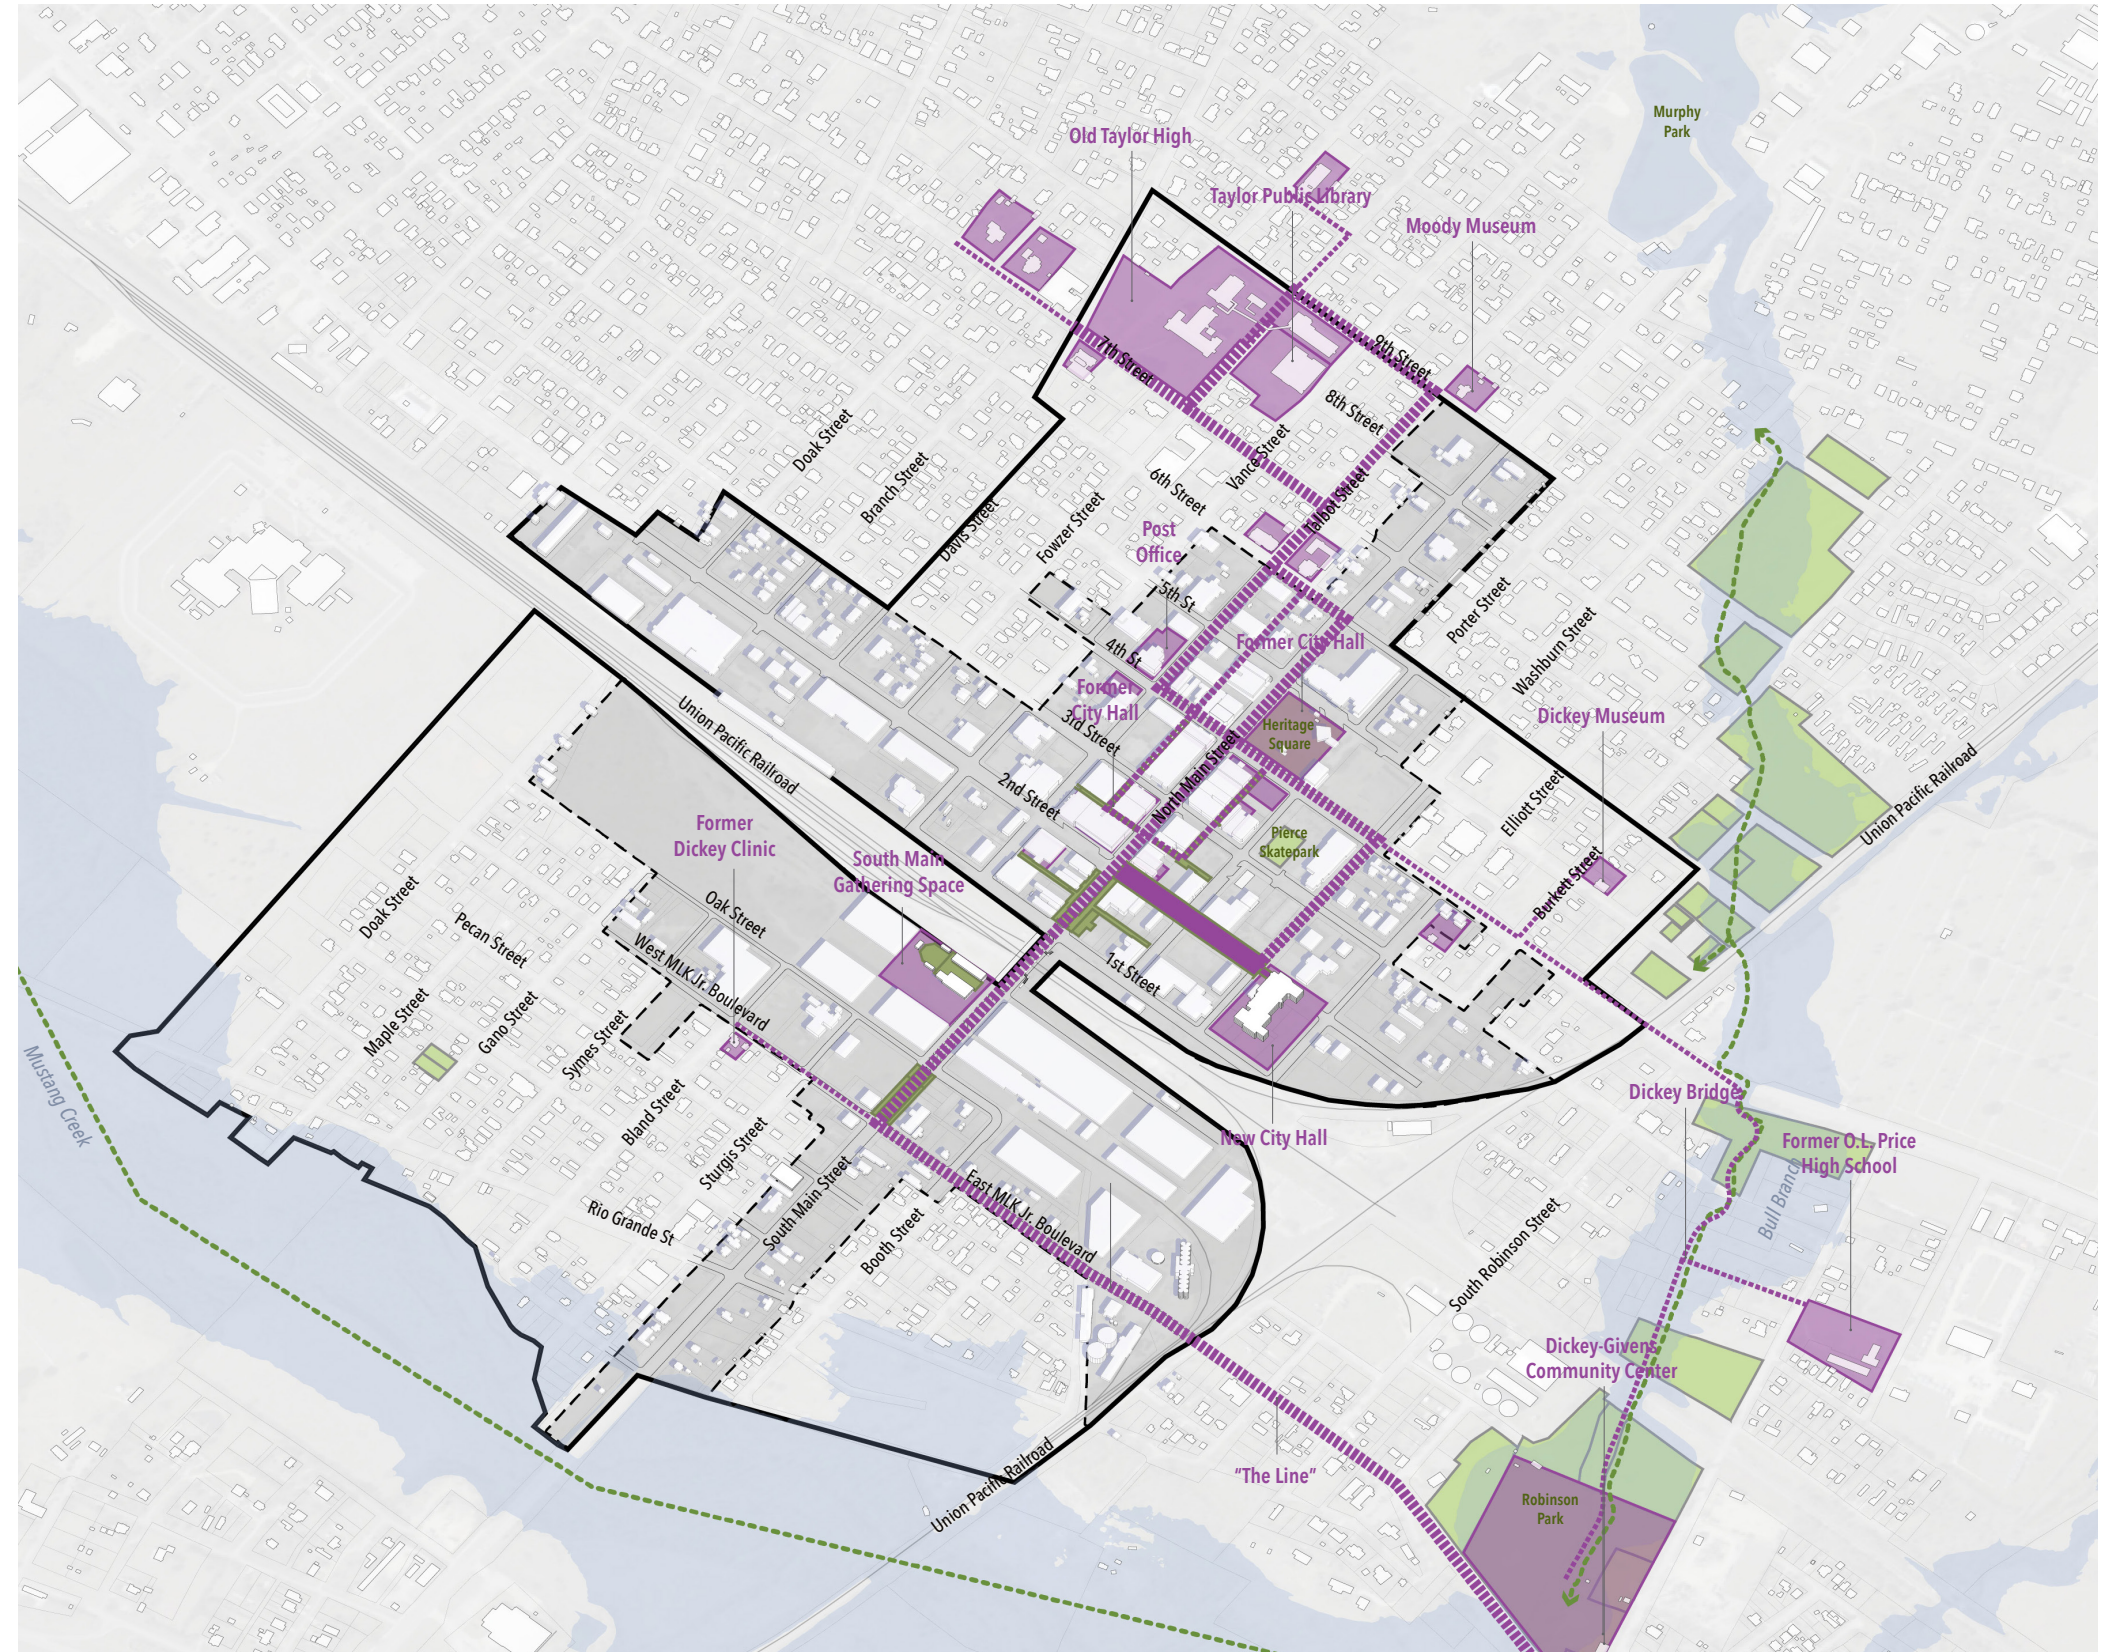 Murphy
Park
Old Taylor High
Taylor Public Library
Moody Museum
7th Street
9th Street
8th Street
Doak Street
Branch Street
Davis Street
Fowzer Street
6th Street
Vance Street
Talbot Street
Post
Office
5th St
4th St
Former City Hall
Former
City Hall
3rd Street
2nd Street
Heritage
Square
North Main Street
Porter Street
Washburn Street
Dickey Museum
Union Pacific Railroad
Union Pacific Railroad
Elliott Street
Burkett Street
Pierce
Skatepark
Former
Dickey Clinic
South Main
Gathering Space
Oak Street
West MLK Jr. Boulevard
1st Street
Doak Street
Pecan Street
Maple Street
Gano Street
Symes Street
Bland Street
Sturgis Street
Rio Grande St
South Main Street
Booth Street
East MLK Jr. Boulevard
Mustang Creek
New City Hall
Dickey Bridge
Former O.L. Price
High School
Bull Branch
South Robinson Street
Dickey-Givens
Community Center
"The Line"
Union Pacific Railroad
Robinson
Park